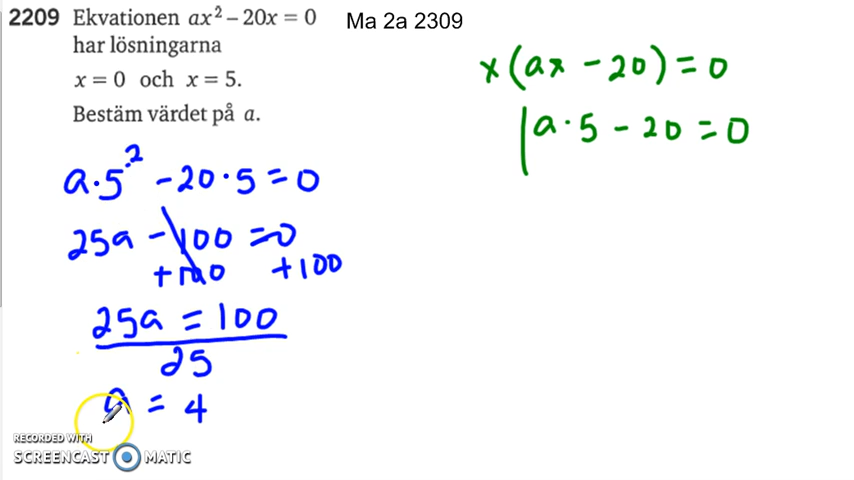 2209 Ekvationen ax² – 20x = 0
har lösningarna
x = 0 och x = 5.
Bestäm värdet på a.
Ma 2a 2309
x(ax – 20) = 0
a · 5 – 20 = 0
a · 5² – 20 · 5 = 0
25a – 100 = 0
+100 +100
25a = 100
25
a = 4
RECORDED WITH
SCREENCAST MATIC